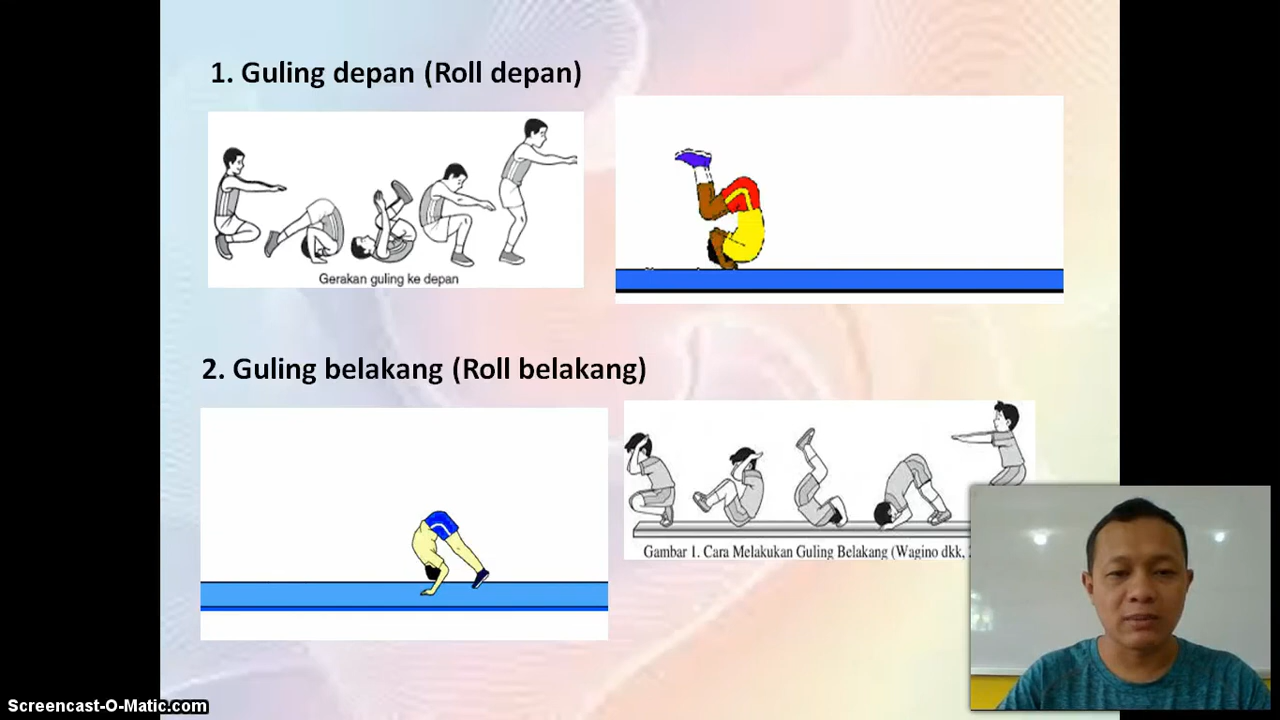 1. Guling depan (Roll depan)
Gerakan guling ke depan
2. Guling belakang (Roll belakang)
Gambar 1. Cara Melakukan Guling Belakang (Wagino dkk,
Screencast-O-Matic.com